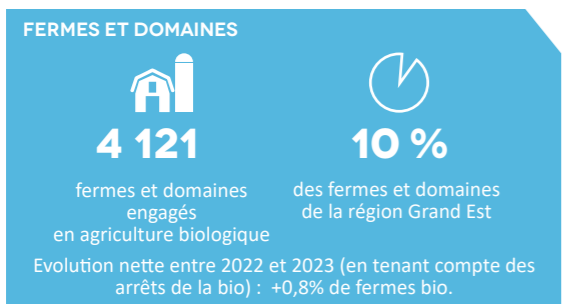 FERMES ET DOMAINES
4 121
fermes et domaines
engagés
en agriculture biologique
10 %
des fermes et domaines
de la région Grand Est
Evolution nette entre 2022 et 2023 (en tenant compte des
arrêts de la bio) : +0,8% de fermes bio.